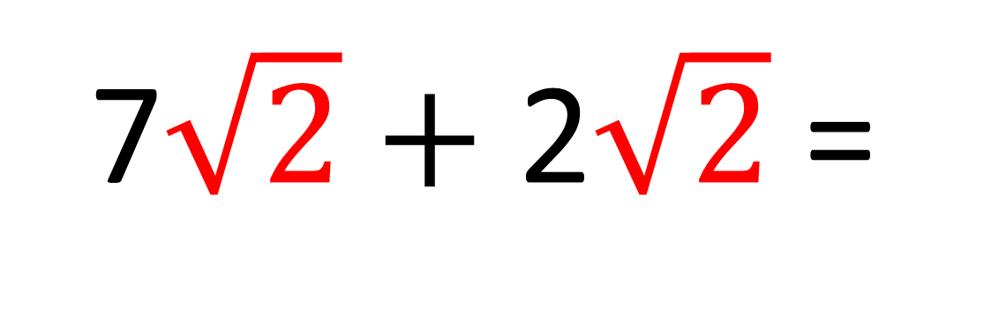 7√2 + 2√2 =